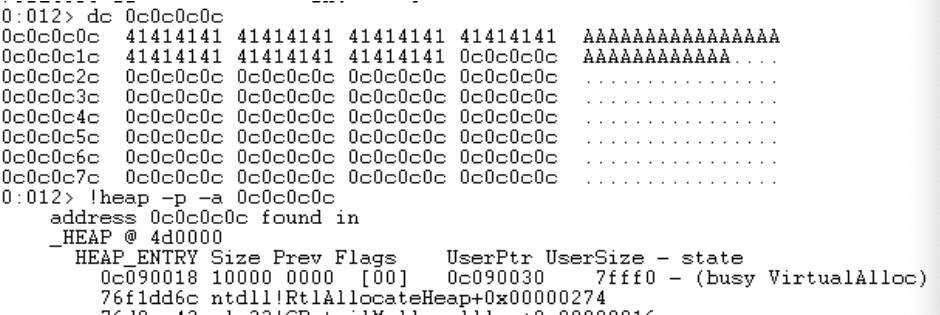 0:012> dc 0c0c0c0c
0c0c0c0c 41414141 41414141 41414141 41414141 AAAAAAAAAAAAAAAA
0c0c0c1c 41414141 41414141 41414141 0c0c0c0c AAAAAAAAAAAA....
0c0c0c2c 0c0c0c0c 0c0c0c0c 0c0c0c0c 0c0c0c0c ................
0c0c0c3c 0c0c0c0c 0c0c0c0c 0c0c0c0c 0c0c0c0c ................
0c0c0c4c 0c0c0c0c 0c0c0c0c 0c0c0c0c 0c0c0c0c ................
0c0c0c5c 0c0c0c0c 0c0c0c0c 0c0c0c0c 0c0c0c0c ................
0c0c0c6c 0c0c0c0c 0c0c0c0c 0c0c0c0c 0c0c0c0c ................
0c0c0c7c 0c0c0c0c 0c0c0c0c 0c0c0c0c 0c0c0c0c ................
0:012> !heap -p -a 0c0c0c0c
address 0c0c0c0c found in
_HEAP @ 4d0000
HEAP_ENTRY Size Prev Flags UserPtr UserSize - state
0c090018 10000 0000 [00] 0c090030 7fff0 - (busy VirtualAlloc)
76f1dd6c ntdll!RtlAllocateHeap+0x00000274